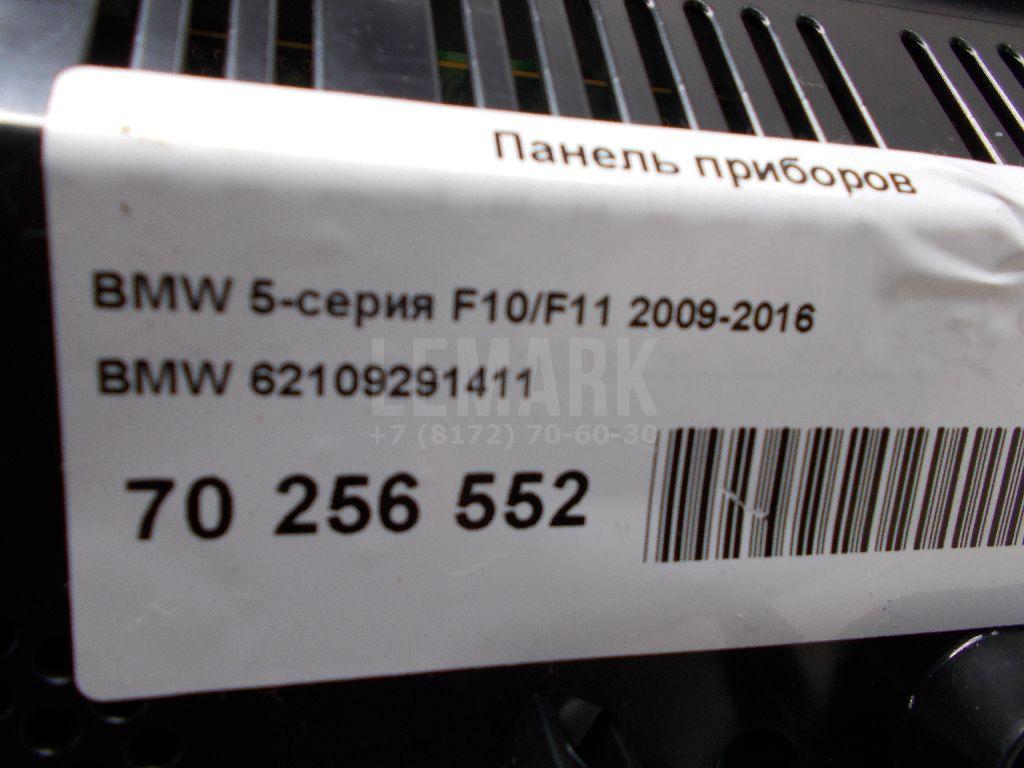 Панель приборов
BMW 5-серия F10/F11 2009-2016
BMW 62109291411
LEMARK
+7 (8172) 70-60-30
70 256 552